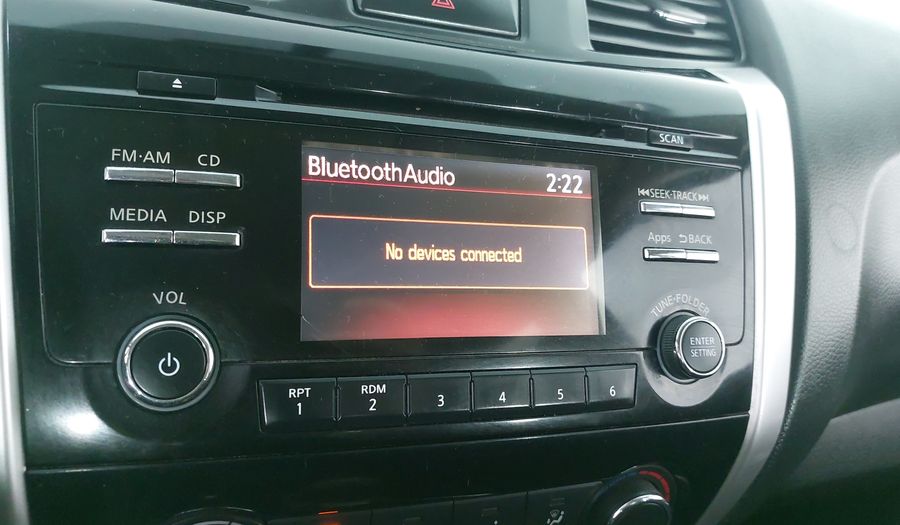 SCAN
FM·AM CD
MEDIA DISP
VOL
BluetoothAudio 2:22
No devices connected
SEEK·TRACK
Apps BACK
TUNE·FOLDER
ENTER
SETTING
RPT RDM
1 2 3 4 5 6